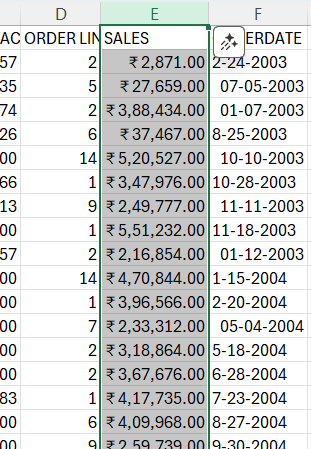 D E F
AC ORDER LIN SALES ERDATE
57 2 ₹ 2,871.00 2-24-2003
35 5 ₹ 27,659.00 07-05-2003
74 2 ₹ 3,88,434.00 01-07-2003
26 6 ₹ 37,467.00 8-25-2003
00 14 ₹ 5,20,527.00 10-10-2003
66 1 ₹ 3,47,976.00 10-28-2003
13 9 ₹ 2,49,777.00 11-11-2003
00 1 ₹ 5,51,232.00 11-18-2003
57 2 ₹ 2,16,854.00 01-12-2003
00 14 ₹ 4,70,844.00 1-15-2004
00 1 ₹ 3,96,566.00 2-20-2004
00 7 ₹ 2,33,312.00 05-04-2004
00 2 ₹ 3,18,864.00 5-18-2004
00 2 ₹ 3,67,676.00 6-28-2004
83 1 ₹ 4,17,735.00 7-23-2004
00 6 ₹ 4,09,968.00 8-27-2004
00 9 ₹ 2,59,739.00 9-30-2004